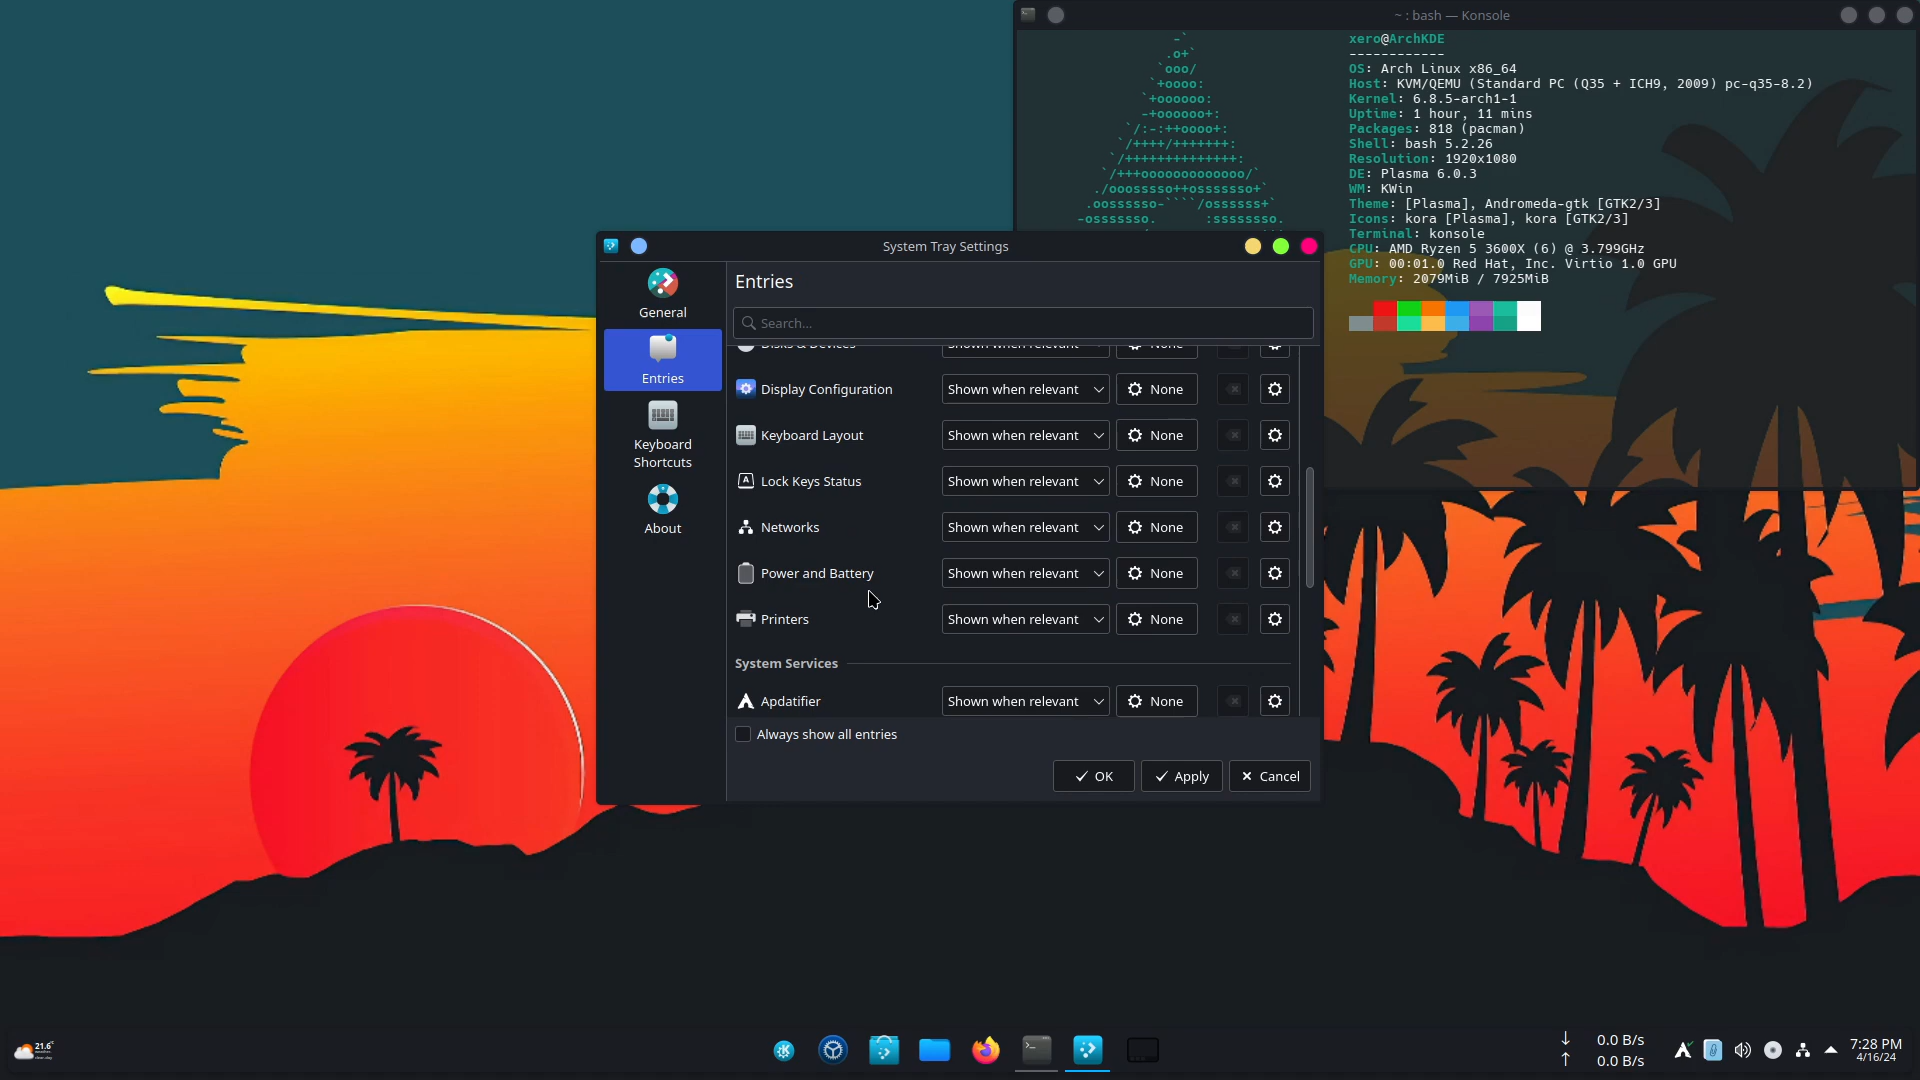 ~ : bash — Konsole
xero@ArchKDE
------------
OS: Arch Linux x86_64
Host: KVM/QEMU (Standard PC (Q35 + ICH9, 2009) pc-q35-8.2)
Kernel: 6.8.5-arch1-1
Uptime: 1 hour, 11 mins
Packages: 818 (pacman)
Shell: bash 5.2.26
Resolution: 1920x1080
DE: Plasma 6.0.3
WM: KWin
Theme: [Plasma], Andromeda-gtk [GTK2/3]
Icons: kora [Plasma], kora [GTK2/3]
Terminal: konsole
CPU: AMD Ryzen 5 3600X (6) @ 3.799GHz
GPU: 00:01.0 Red Hat, Inc. Virtio 1.0 GPU
Memory: 2079MiB / 7925MiB
System Tray Settings
General
Entries
Keyboard
Shortcuts
About
Entries
Search...
Disks & Devices Shown when relevant None
Display Configuration Shown when relevant None
Keyboard Layout Shown when relevant None
Lock Keys Status Shown when relevant None
Networks Shown when relevant None
Power and Battery Shown when relevant None
Printers Shown when relevant None
System Services
Apdatifier Shown when relevant None
Always show all entries
OK Apply Cancel
21.6°
0.0 B/s
0.0 B/s
7:28 PM
4/16/24